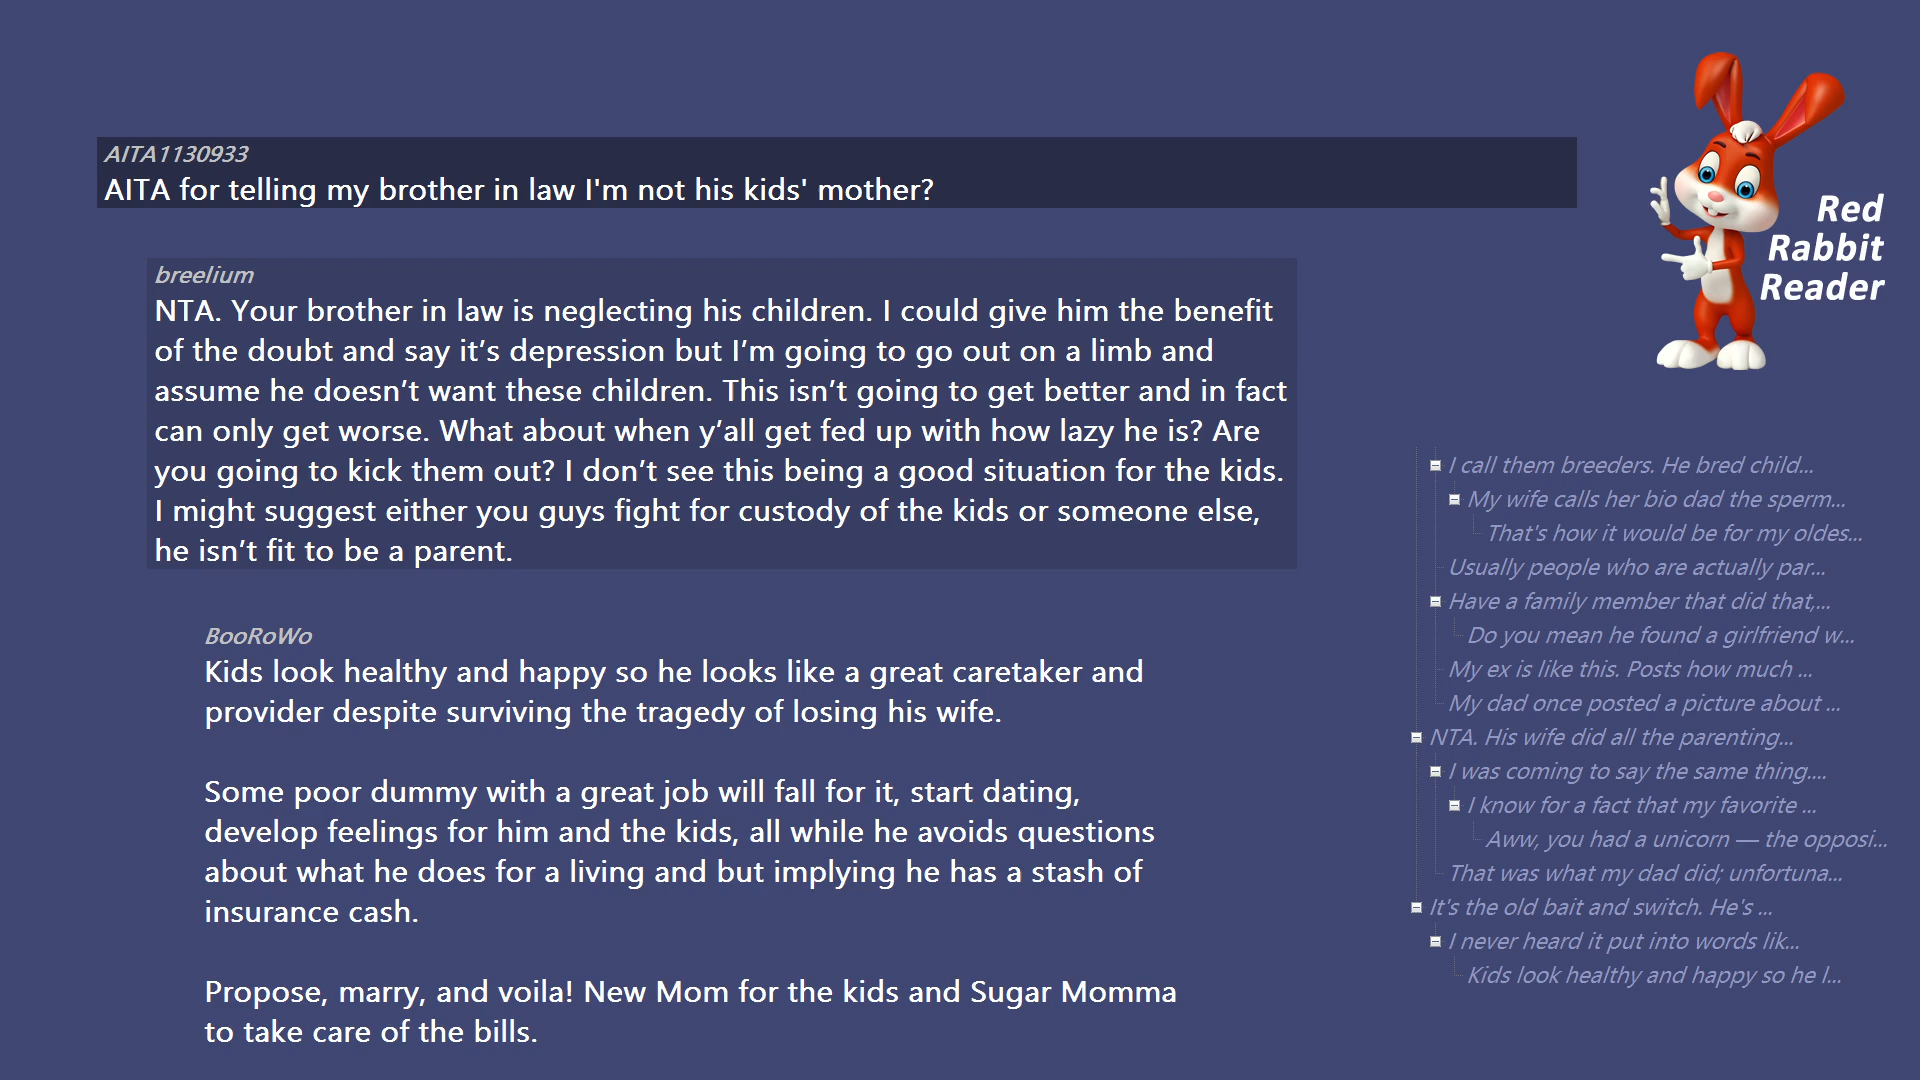 AITA1130933
AITA for telling my brother in law I'm not his kids' mother?
breelium
NTA. Your brother in law is neglecting his children. I could give him the benefit
of the doubt and say it’s depression but I’m going to go out on a limb and
assume he doesn’t want these children. This isn’t going to get better and in fact
can only get worse. What about when y’all get fed up with how lazy he is? Are
you going to kick them out? I don’t see this being a good situation for the kids.
I might suggest either you guys fight for custody of the kids or someone else,
he isn’t fit to be a parent.
BooRoWo
Kids look healthy and happy so he looks like a great caretaker and
provider despite surviving the tragedy of losing his wife.
Some poor dummy with a great job will fall for it, start dating,
develop feelings for him and the kids, all while he avoids questions
about what he does for a living and but implying he has a stash of
insurance cash.
Propose, marry, and voila! New Mom for the kids and Sugar Momma
to take care of the bills.
Red
Rabbit
Reader
I call them breeders. He bred child...
My wife calls her bio dad the sperm...
That's how it would be for my oldes...
Usually people who are actually par...
Have a family member that did that,...
Do you mean he found a girlfriend w...
My ex is like this. Posts how much ...
My dad once posted a picture about ...
NTA. His wife did all the parenting...
I was coming to say the same thing....
I know for a fact that my favorite ...
Aww, you had a unicorn — the opposi...
That was what my dad did; unfortuna...
It's the old bait and switch. He's ...
I never heard it put into words lik...
Kids look healthy and happy so he l...